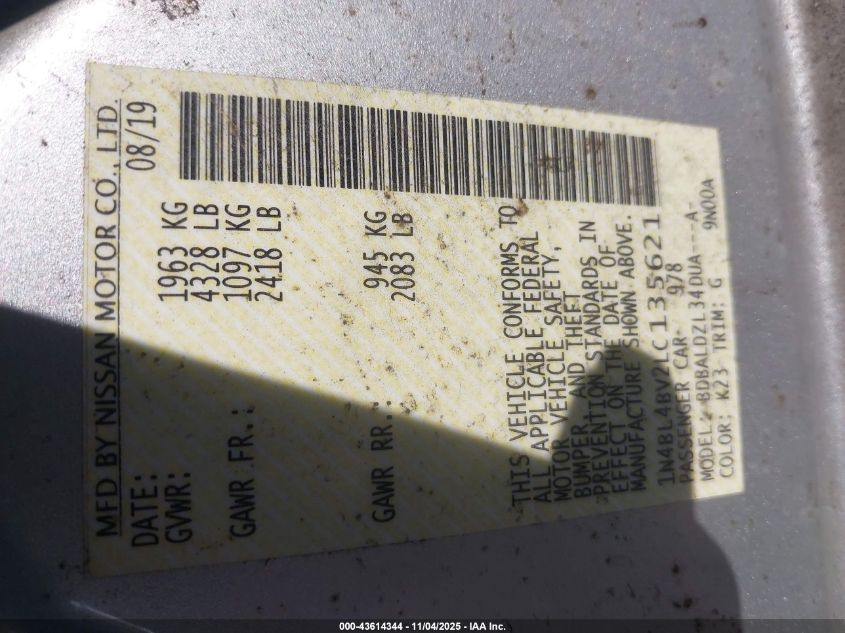 MFD BY NISSAN MOTOR CO., LTD.
DATE: 08/19
GVWR: 1963 KG
4328 LB
GAWR FR.: 1097 KG
2418 LB
GAWR RR.: 945 KG
2083 LB
THIS VEHICLE CONFORMS TO
ALL APPLICABLE FEDERAL
MOTOR VEHICLE SAFETY,
BUMPER, AND THEFT
PREVENTION STANDARDS IN
EFFECT ON THE DATE OF
MANUFACTURE SHOWN ABOVE.
1N4BL4BV2LC135621
PASSENGER CAR- 978
MODEL: BDBALDZL34DUA---A-
COLOR: K23 TRIM: G 9N00A
000-43614344 - 11/04/2025 - IAA Inc.